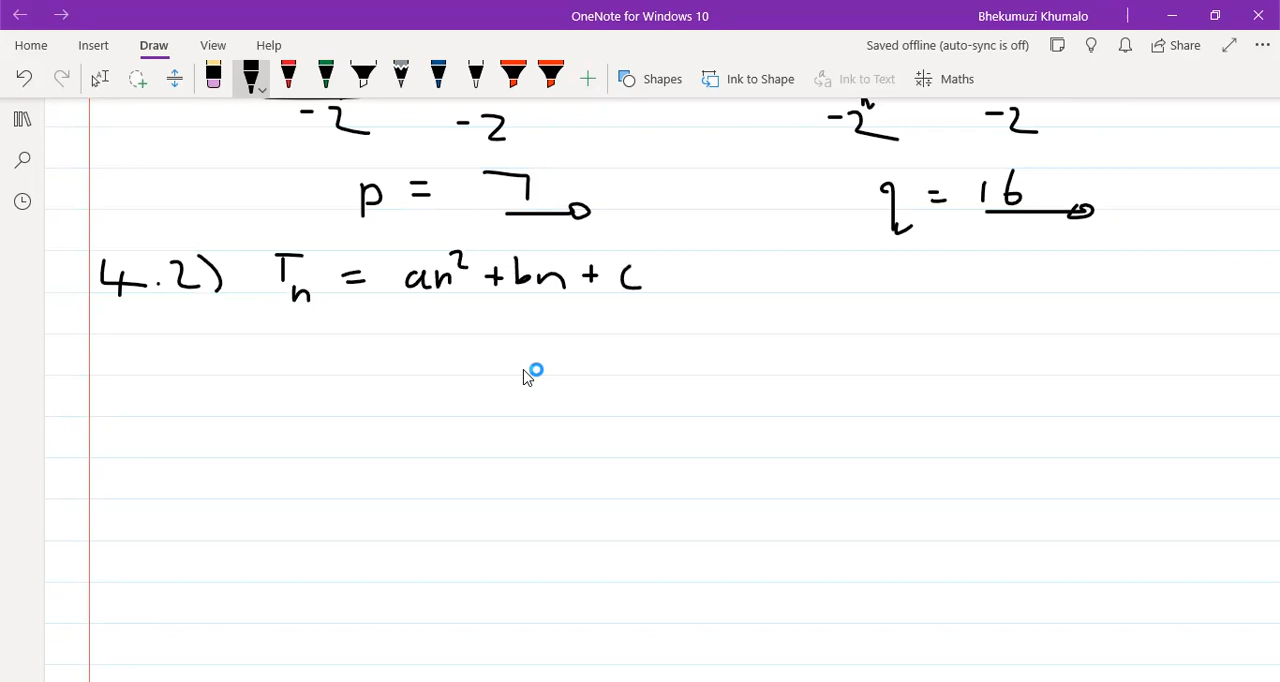 OneNote for Windows 10
Bhekumuzi Khumalo
Home Insert Draw View Help
Saved offline (auto-sync is off) Share
Shapes Ink to Shape Ink to Text Maths
-2 -2 -2 -2
p = 7 q = 16
4.2) Tn = an² + bn + c